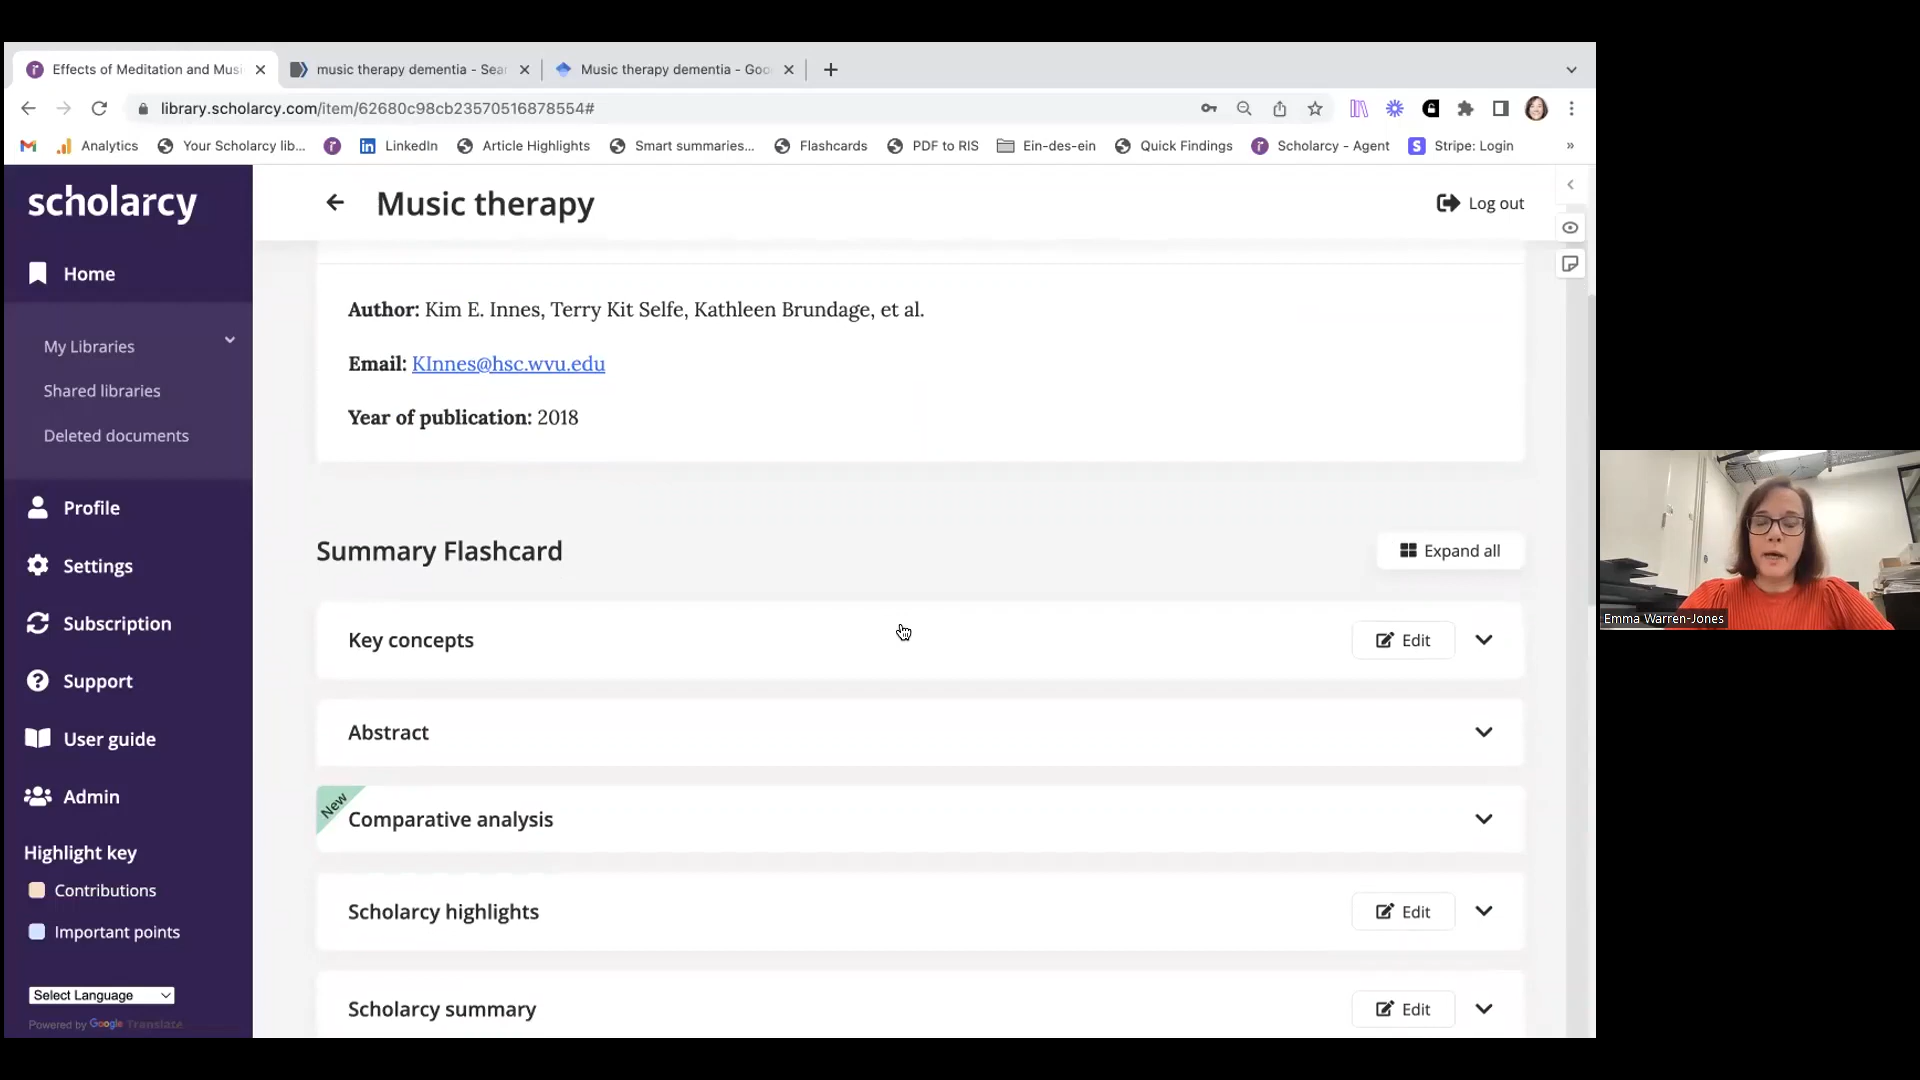 Effects of Meditation and Musi
music therapy dementia - Sear
Music therapy dementia - Goo
library.scholarcy.com/item/62680c98cb23570516878554#
Analytics
Your Scholarcy lib...
LinkedIn
Article Highlights
Smart summaries...
Flashcards
PDF to RIS
Ein-des-ein
Quick Findings
Scholarcy - Agent
Stripe: Login
»
scholarcy
Home
My Libraries
Shared libraries
Deleted documents
Profile
Settings
Subscription
Support
User guide
Admin
Highlight key
Contributions
Important points
Select Language
Powered by Google Translate
Music therapy
Log out
Author: Kim E. Innes, Terry Kit Selfe, Kathleen Brundage, et al.
Email: KInnes@hsc.wvu.edu
Year of publication: 2018
Summary Flashcard
Expand all
Key concepts
Edit
Abstract
New
Comparative analysis
Scholarcy highlights
Edit
Scholarcy summary
Edit
Emma Warren-Jones